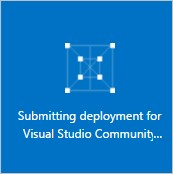 Submitting deployment for
Visual Studio Community...